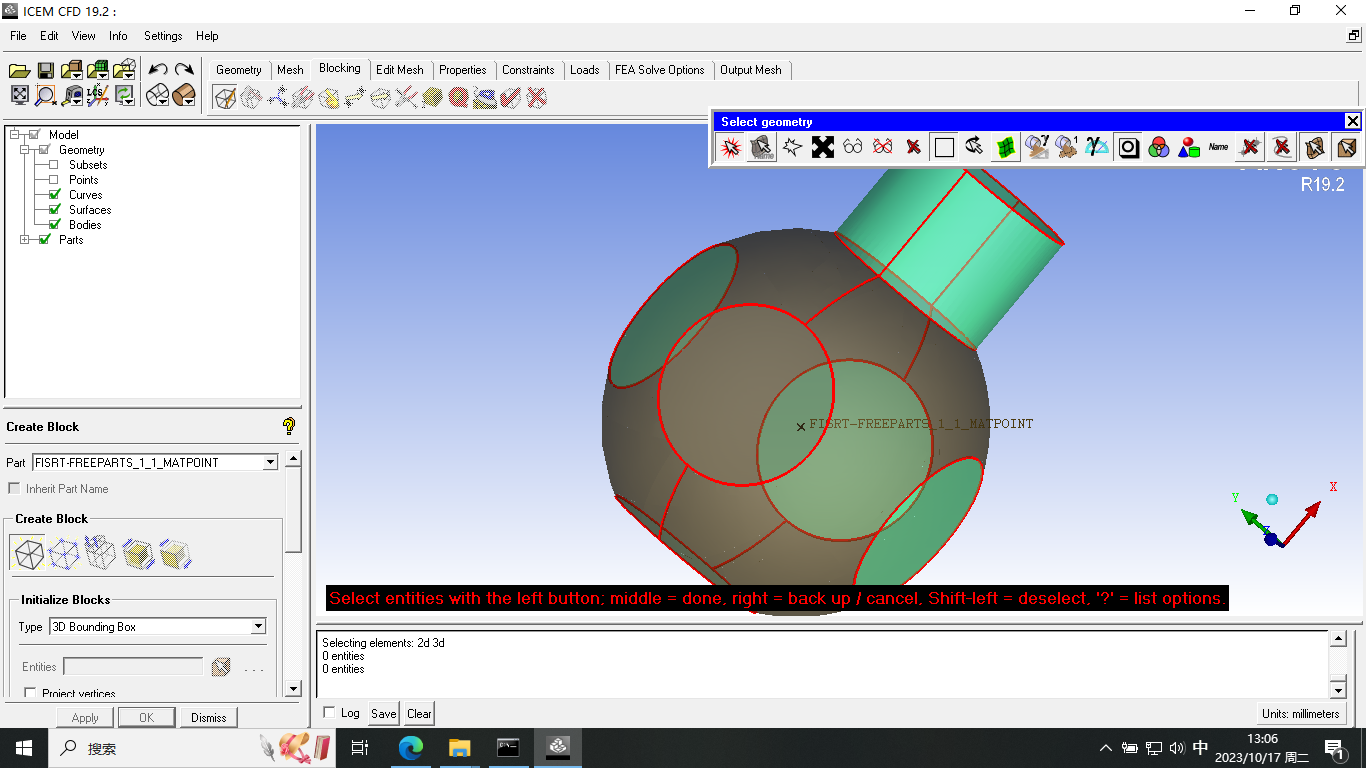 ICEM CFD 19.2 :
File Edit View Info Settings Help
Geometry Mesh Blocking Edit Mesh Properties Constraints Loads FEA Solve Options Output Mesh
Select geometry
Name
R19.2
Model
Geometry
Subsets
Points
Curves
Surfaces
Bodies
Parts
FISRT-FREEPARTS_1_1_MATPOINT
X
Y
Z
Create Block
Part FISRT-FREEPARTS_1_1_MATPOINT
Inherit Part Name
Create Block
Initialize Blocks
Type 3D Bounding Box
Entities ...
Project vertices
Apply OK Dismiss
Select entities with the left button; middle = done, right = back up / cancel, Shift-left = deselect, '?' = list options.
Selecting elements: 2d 3d
0 entities
0 entities
Log Save Clear
Units: millimeters
搜索
中
13:06
2023/10/17 周二
1